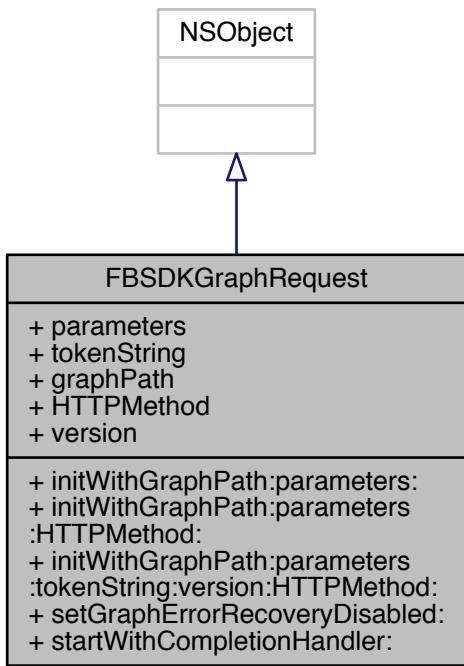 NSObject
FBSDKGraphRequest
+ parameters
+ tokenString
+ graphPath
+ HTTPMethod
+ version
+ initWithGraphPath:parameters:
+ initWithGraphPath:parameters
:HTTPMethod:
+ initWithGraphPath:parameters
:tokenString:version:HTTPMethod:
+ setGraphErrorRecoveryDisabled:
+ startWithCompletionHandler: